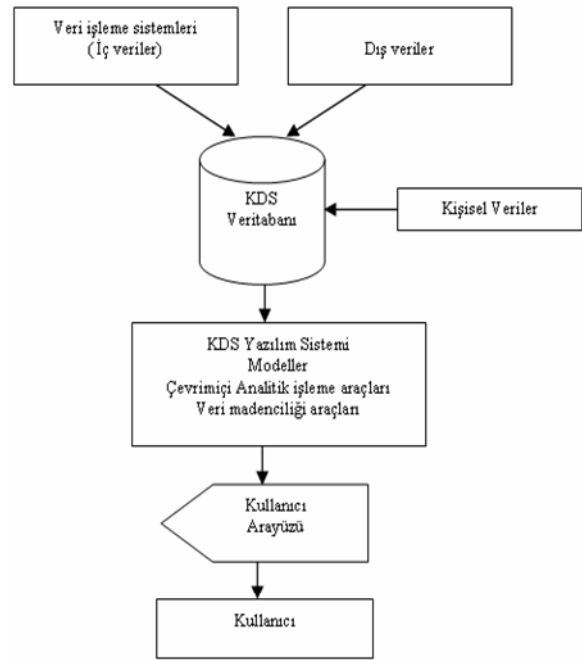 Veri işleme sistemleri
( İç veriler)
Dış veriler
KDS
Veritabanı
Kişisel Veriler
KDS Yazılım Sistemi
Modeller
Çevrimiçi Analitik işleme araçları
Veri madenciliği araçları
Kullanıcı
Arayüzü
Kullanıcı